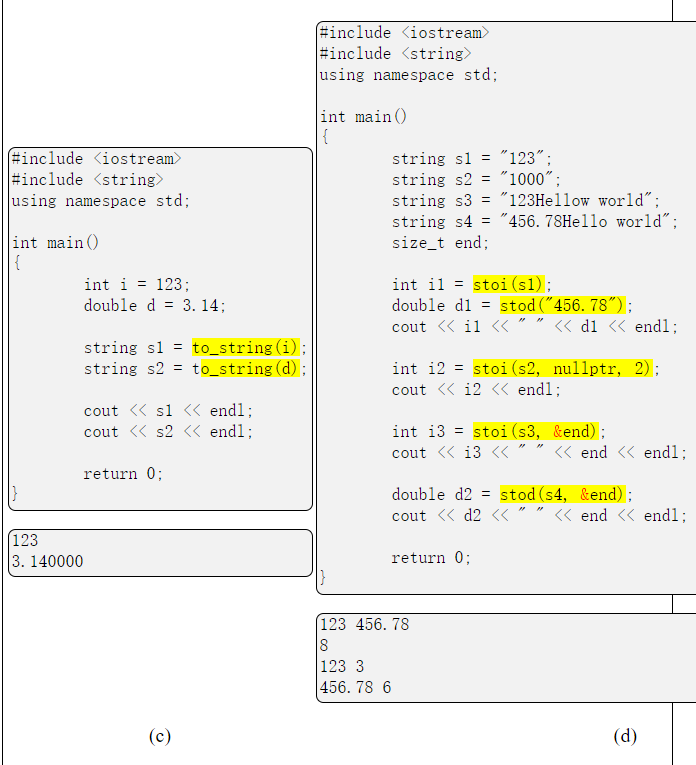 #include <iostream>
#include <string>
using namespace std;
int main()
{
int i = 123;
double d = 3.14;
string s1 = to_string(i);
string s2 = to_string(d);
cout << s1 << endl;
cout << s2 << endl;
return 0;
}
123
3.140000
(c)
#include <iostream>
#include <string>
using namespace std;
int main()
{
string s1 = "123";
string s2 = "1000";
string s3 = "123Hellow world";
string s4 = "456.78Hello world";
size_t end;
int i1 = stoi(s1);
double d1 = stod("456.78");
cout << i1 << " " << d1 << endl;
int i2 = stoi(s2, nullptr, 2);
cout << i2 << endl;
int i3 = stoi(s3, &end);
cout << i3 << " " << end << endl;
double d2 = stod(s4, &end);
cout << d2 << " " << end << endl;
return 0;
}
123 456.78
8
123 3
456.78 6
(d)